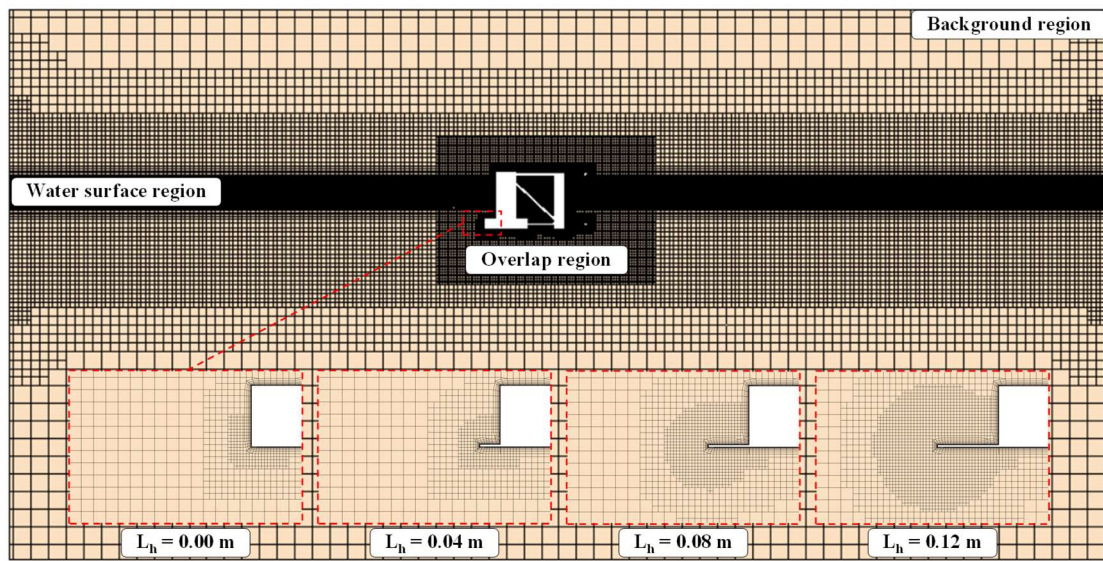 Background region
Water surface region
Overlap region
L_h = 0.00 m
L_h = 0.04 m
L_h = 0.08 m
L_h = 0.12 m